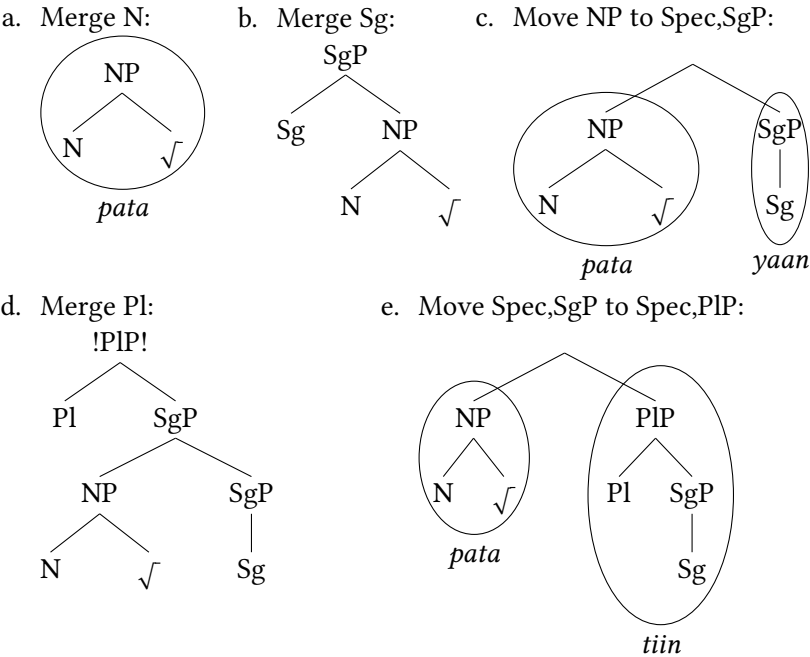 a. Merge N:
NP
N √
pata
b. Merge Sg:
SgP
Sg NP
N √
c. Move NP to Spec,SgP:
NP SgP
N √ Sg
pata yaan
d. Merge Pl:
!PlP!
Pl SgP
NP SgP
N √ Sg
e. Move Spec,SgP to Spec,PlP:
NP PlP
N √ Pl SgP
pata
Sg
tiin